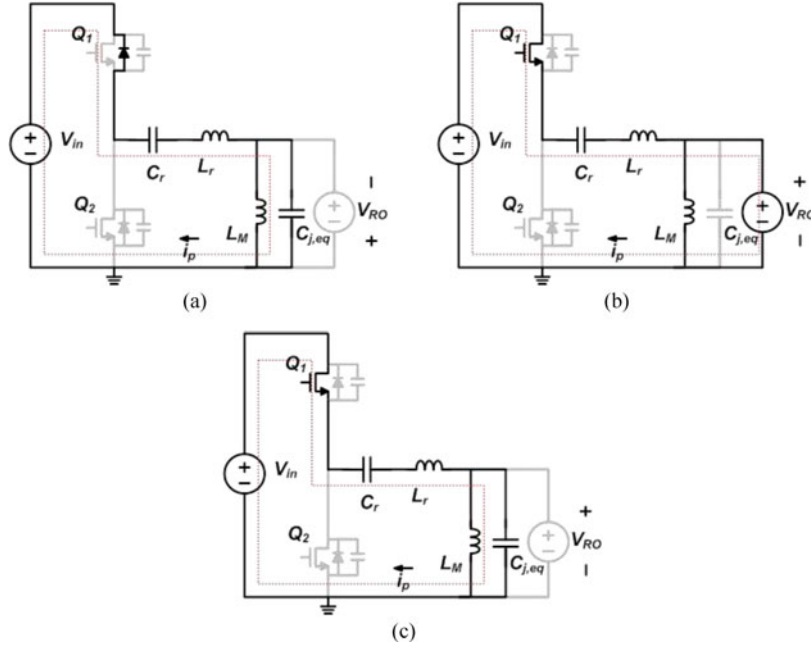 Q1
Vin
Cr
Lr
Q2
LM
Cj,eq
VRO
ip
+
−
(a)
Q1
Vin
Cr
Lr
Q2
LM
Cj,eq
VRO
ip
+
−
(b)
Q1
Vin
Cr
Lr
Q2
LM
Cj,eq
VRO
ip
+
−
(c)